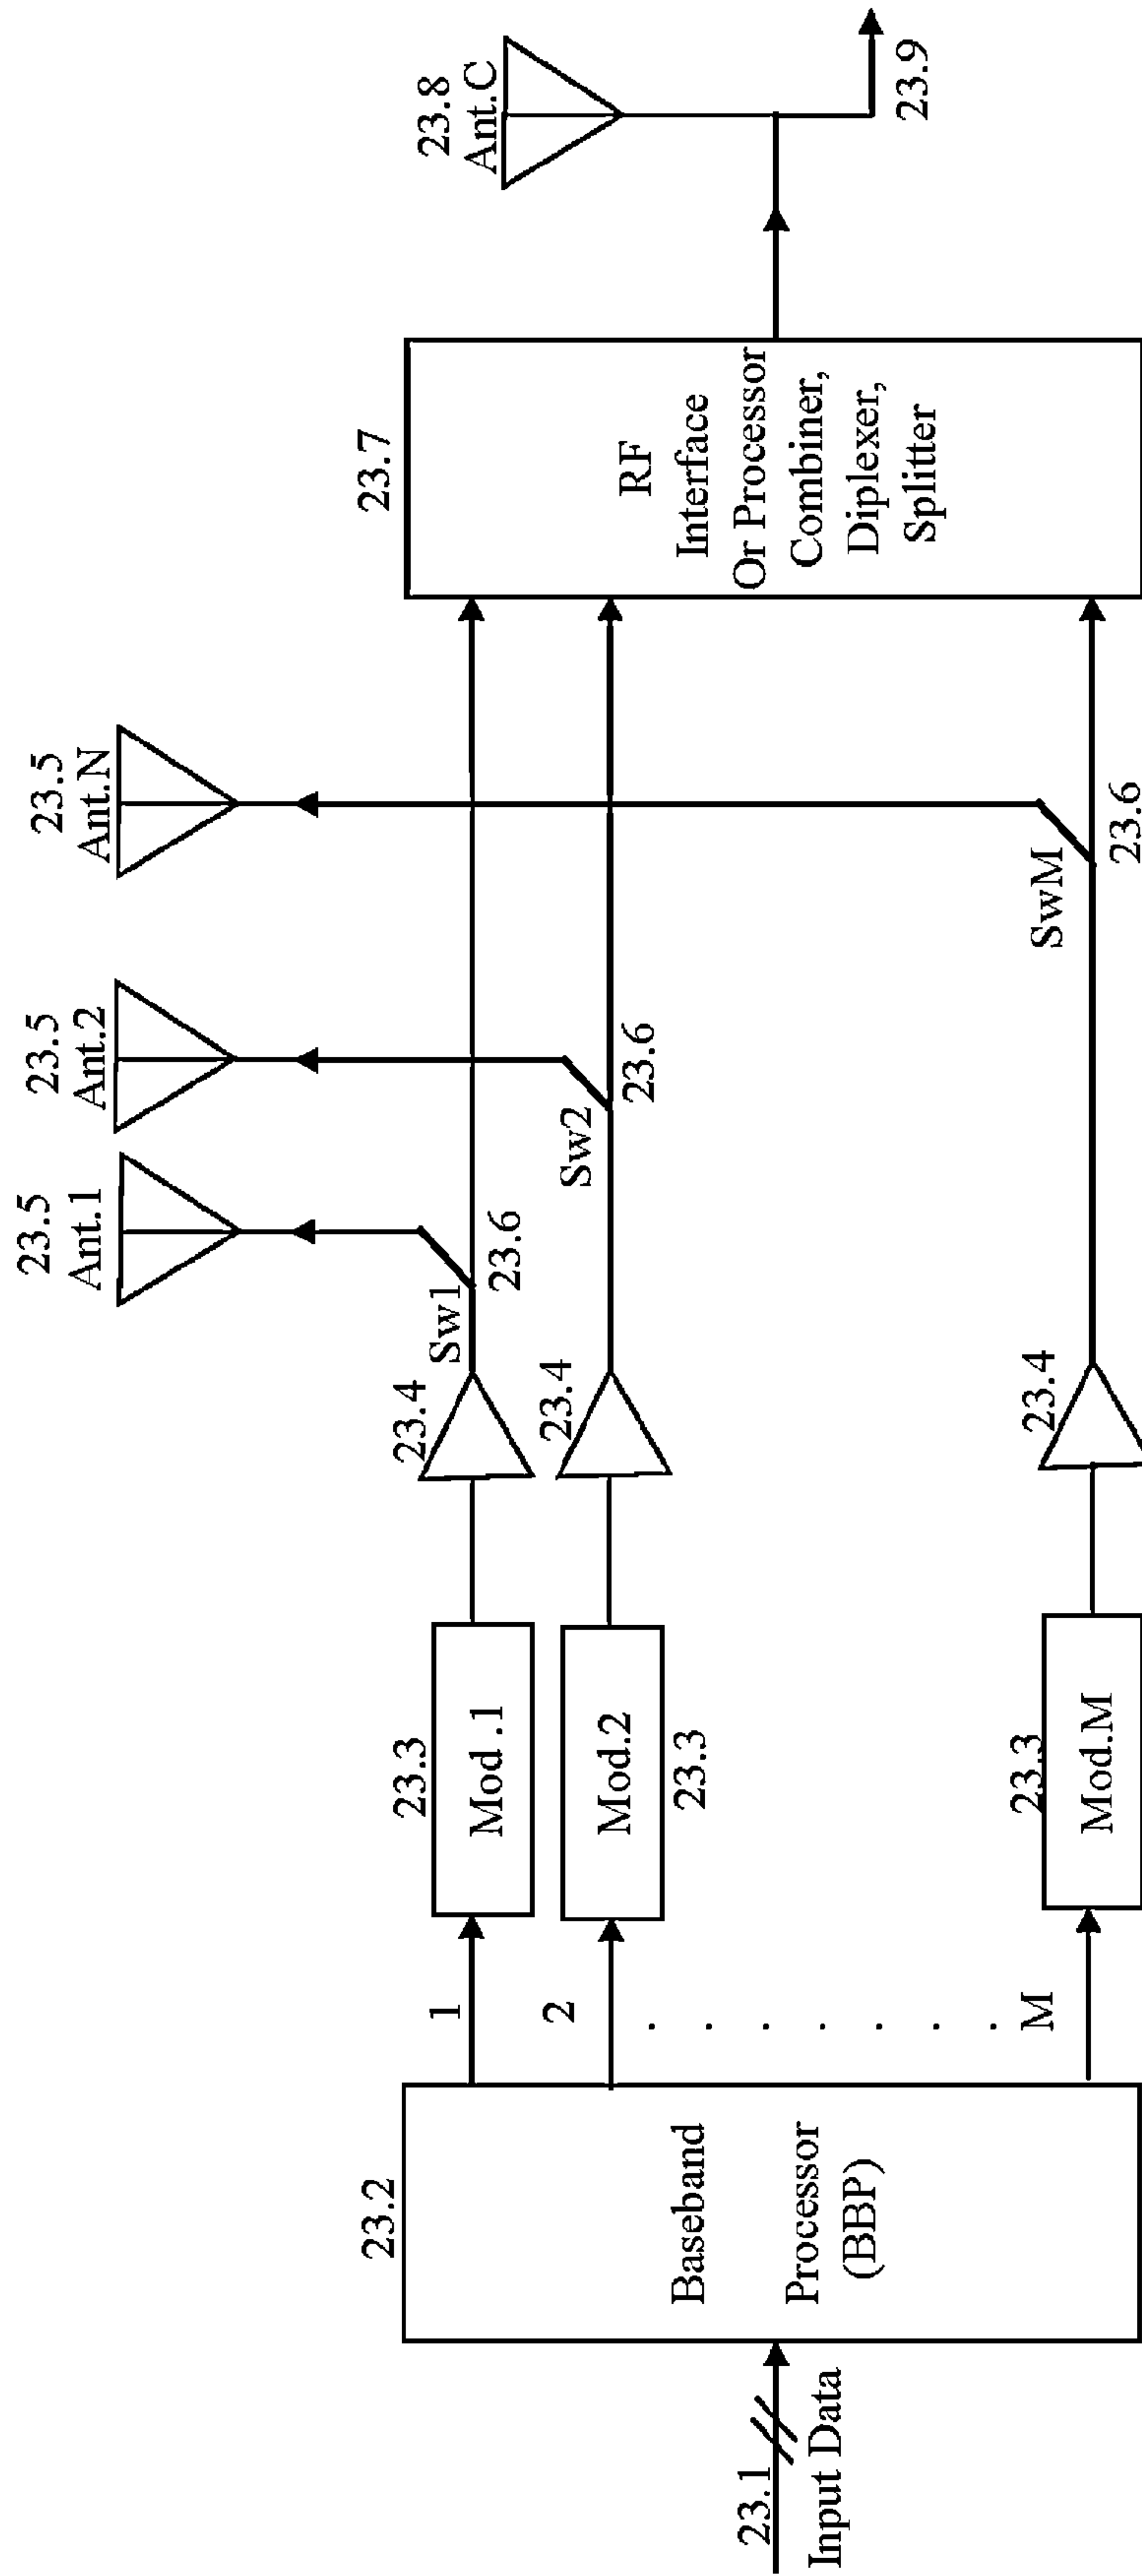 23.1
Input Data
23.2
Baseband
Processor
(BBP)
1
2
. . . . . . .
M
23.3
Mod .1
Mod.2
23.3
23.3
Mod.M
23.4
23.4
23.4
Sw1
23.6
Sw2
23.6
SwM
23.6
23.5
Ant.1
23.5
Ant.2
23.5
Ant.N
23.7
RF
Interface
Or Processor
Combiner,
Diplexer,
Splitter
23.8
Ant.C
23.9